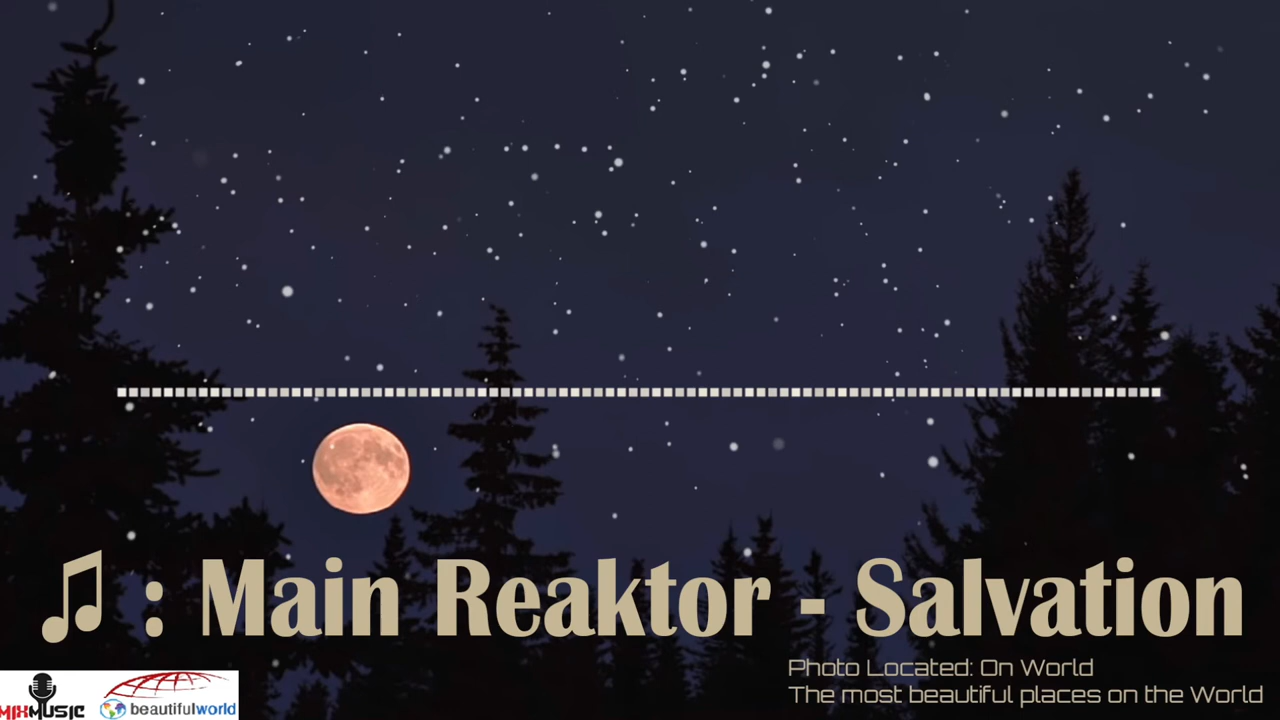 ♫ : Main Reaktor - Salvation
Photo Located: On World
The most beautiful places on the World
MIXMUSIC
beautifulworld